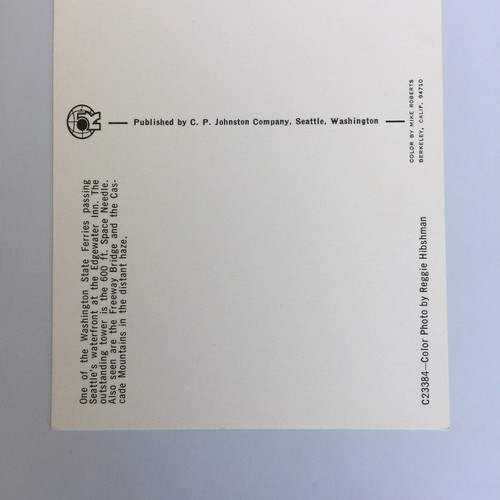 One of the Washington State Ferries passing
Seattle's waterfront at the Edgewater Inn. The
outstanding tower is the 600 ft. Space Needle.
Also seen are the Freeway Bridge and the Cas-
cade Mountains in the distant haze.
Published by C. P. Johnston Company, Seattle, Washington
COLOR BY MIKE ROBERTS
BERKELEY, CALIF. 94710
C23384—Color Photo by Reggie Hibshman